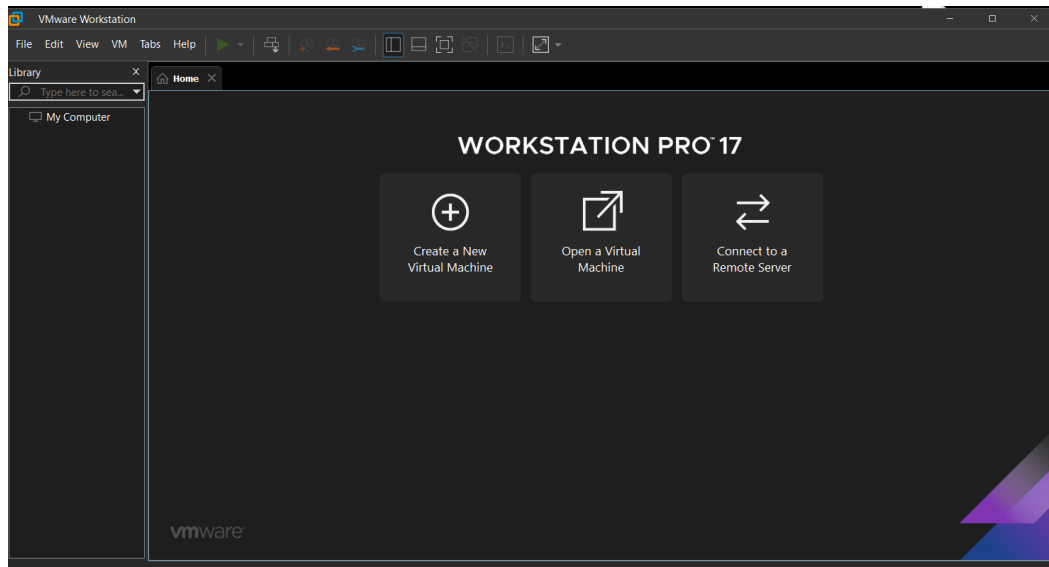 VMware Workstation
File Edit View VM Tabs Help
Library X
Home
Type here to sea...
My Computer
WORKSTATION PRO™ 17
Create a New
Virtual Machine
Open a Virtual
Machine
Connect to a
Remote Server
vmware